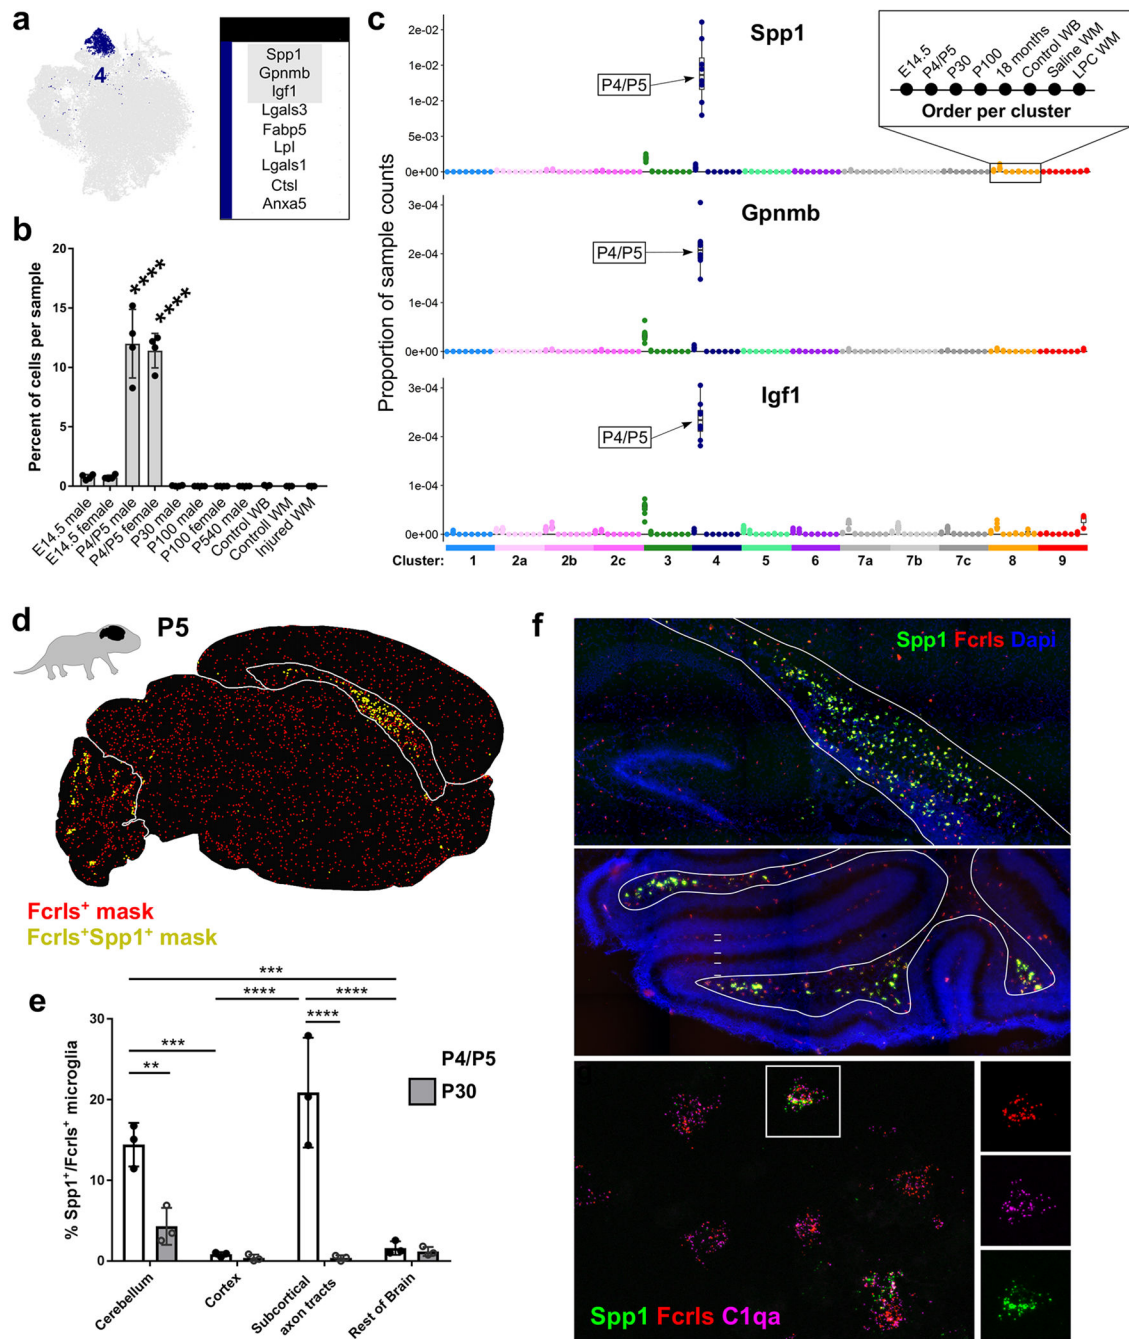 a
4
Spp1
Gpnmb
Igf1
Lgals3
Fabp5
Lpl
Lgals1
Ctsl
Anxa5
b
Percent of cells per sample
20
15
10
5
0
****
****
E14.5 male
E14.5 female
P4/P5 male
P4/P5 female
P30 male
P100 male
P100 female
P540 male
Control WB
Control WM
Injured WM
c
Proportion of sample counts
Spp1
2e-02
1e-02
1e-02
5e-03
0e+00
P4/P5
E14.5
P4/P5
P30
P100
18 months
Control WB
Saline WM
LPC WM
Order per cluster
Gpnmb
3e-04
2e-04
1e-04
0e+00
P4/P5
Igf1
3e-04
2e-04
1e-04
0e+00
P4/P5
Cluster: 1 2a 2b 2c 3 4 5 6 7a 7b 7c 8 9
d
P5
Fcrls+ mask
Fcrls+Spp1+ mask
e
% Spp1+/Fcrls+ microglia
30
20
10
0
***
**** ****
*** ****
**
P4/P5
P30
Cerebellum
Cortex
Subcortical
axon tracts
Rest of Brain
f
Spp1 Fcrls Dapi
g
Spp1 Fcrls C1qa